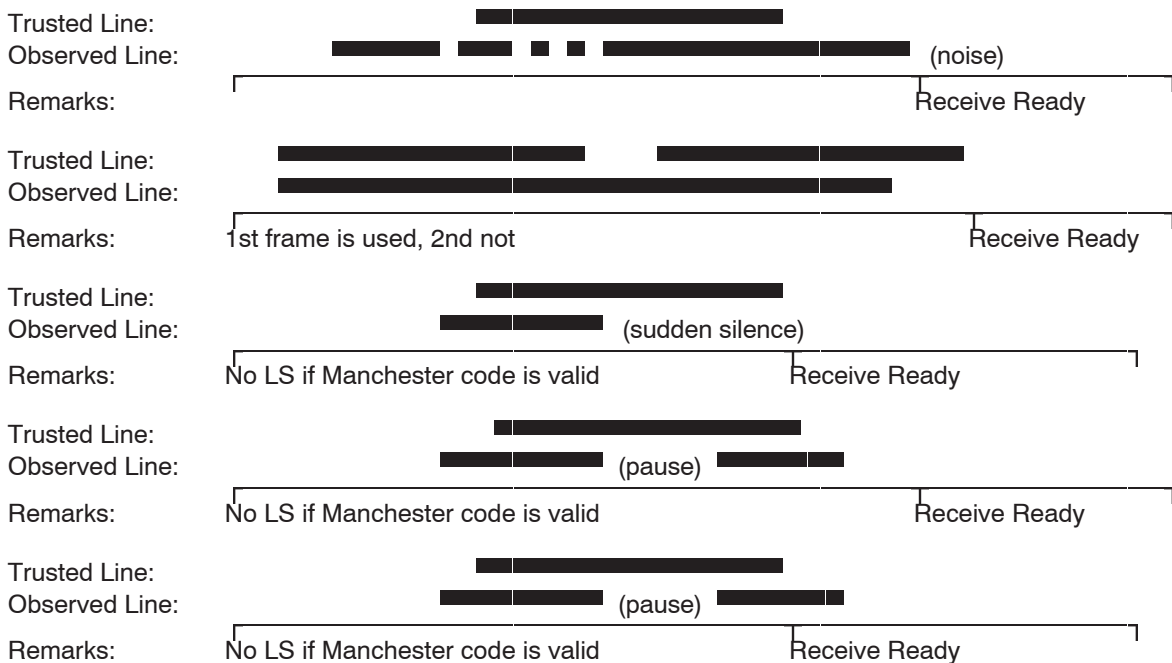 Trusted Line:
Observed Line: (noise)
Remarks: Receive Ready
Trusted Line:
Observed Line:
Remarks: 1st frame is used, 2nd not Receive Ready
Trusted Line:
Observed Line: (sudden silence)
Remarks: No LS if Manchester code is valid Receive Ready
Trusted Line:
Observed Line: (pause)
Remarks: No LS if Manchester code is valid Receive Ready
Trusted Line:
Observed Line: (pause)
Remarks: No LS if Manchester code is valid Receive Ready